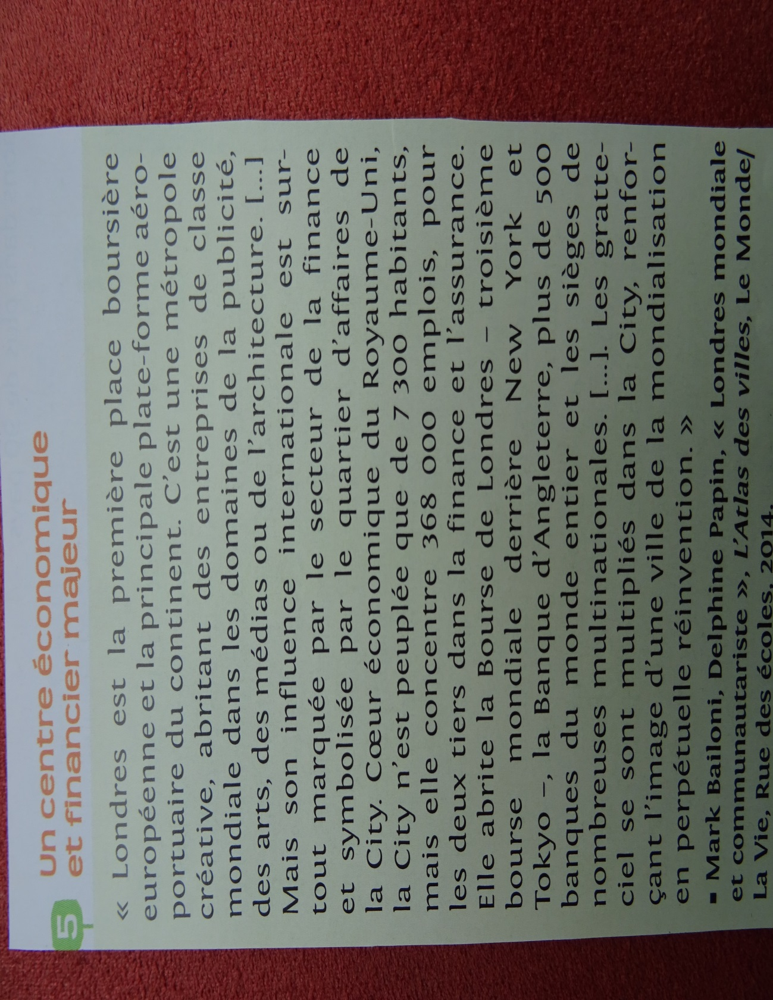 5
Un centre économique
et financier majeur
« Londres est la première place boursière
européenne et la principale plate-forme aéro-
portuaire du continent. C'est une métropole
créative, abritant des entreprises de classe
mondiale dans les domaines de la publicité,
des arts, des médias ou de l'architecture. [...]
Mais son influence internationale est sur-
tout marquée par le secteur de la finance
et symbolisée par le quartier d'affaires de
la City. Cœur économique du Royaume-Uni,
la City n'est peuplée que de 7 300 habitants,
mais elle concentre 368 000 emplois, pour
les deux tiers dans la finance et l'assurance.
Elle abrite la Bourse de Londres – troisième
bourse mondiale derrière New York et
Tokyo –, la Banque d'Angleterre, plus de 500
banques du monde entier et les sièges de
nombreuses multinationales. [...]. Les gratte-
ciel se sont multipliés dans la City, renfor-
çant l'image d'une ville de la mondialisation
en perpétuelle réinvention. »
▪ Mark Bailoni, Delphine Papin, « Londres mondiale
et communautariste », L'Atlas des villes, Le Monde/
La Vie, Rue des écoles, 2014.